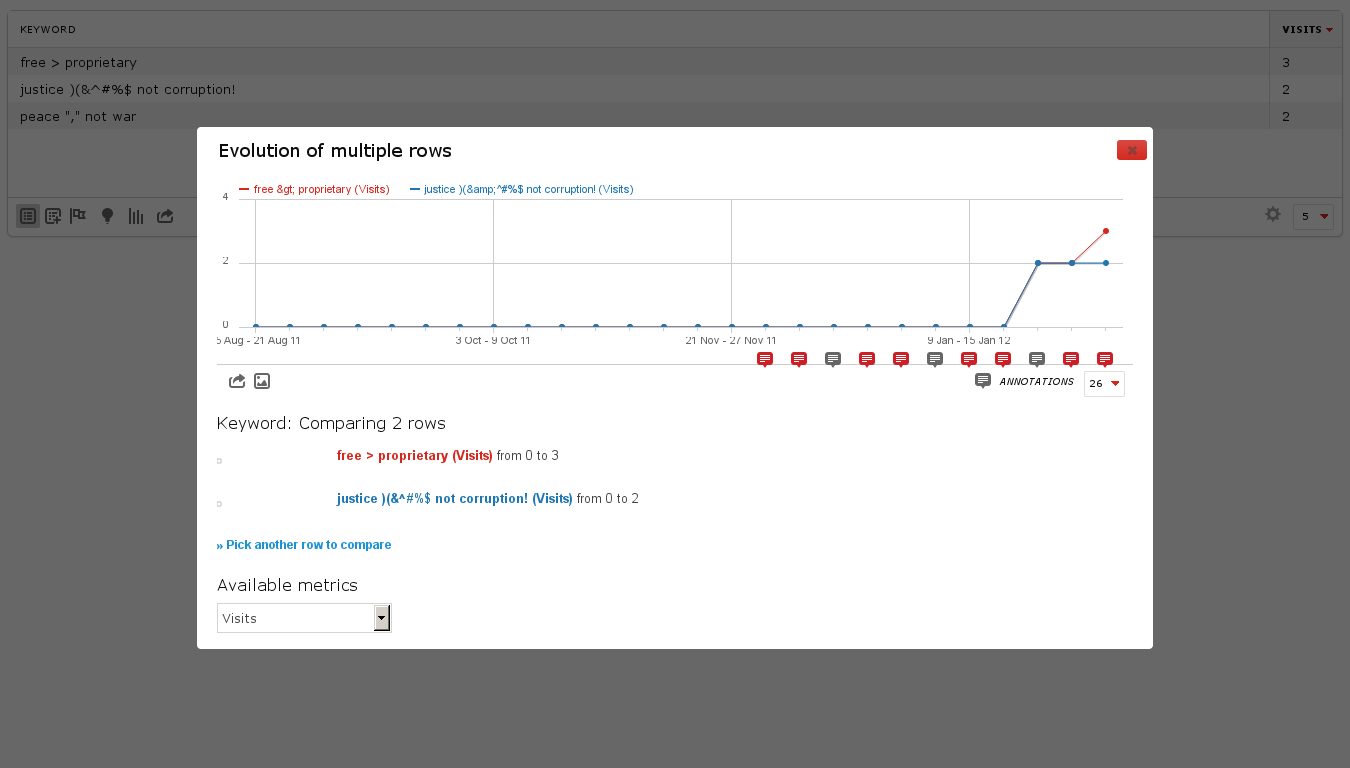 KEYWORD VISITS
free > proprietary 3
justice )(&^#%$ not corruption! 2
peace "," not war 2
5
Evolution of multiple rows
free &gt; proprietary (Visits) justice )(&amp;^#%$ not corruption! (Visits)
4
2
0
5 Aug - 21 Aug 11 3 Oct - 9 Oct 11 21 Nov - 27 Nov 11 9 Jan - 15 Jan 12
ANNOTATIONS 26
Keyword: Comparing 2 rows
free > proprietary (Visits) from 0 to 3
justice )(&^#%$ not corruption! (Visits) from 0 to 2
» Pick another row to compare
Available metrics
Visits